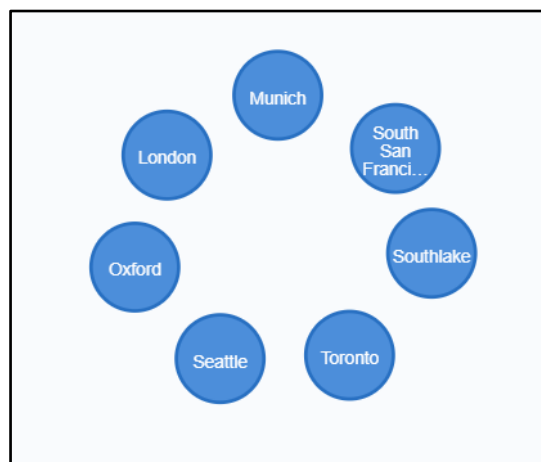 Munich
London
South
San
Franci...
Southlake
Oxford
Toronto
Seattle